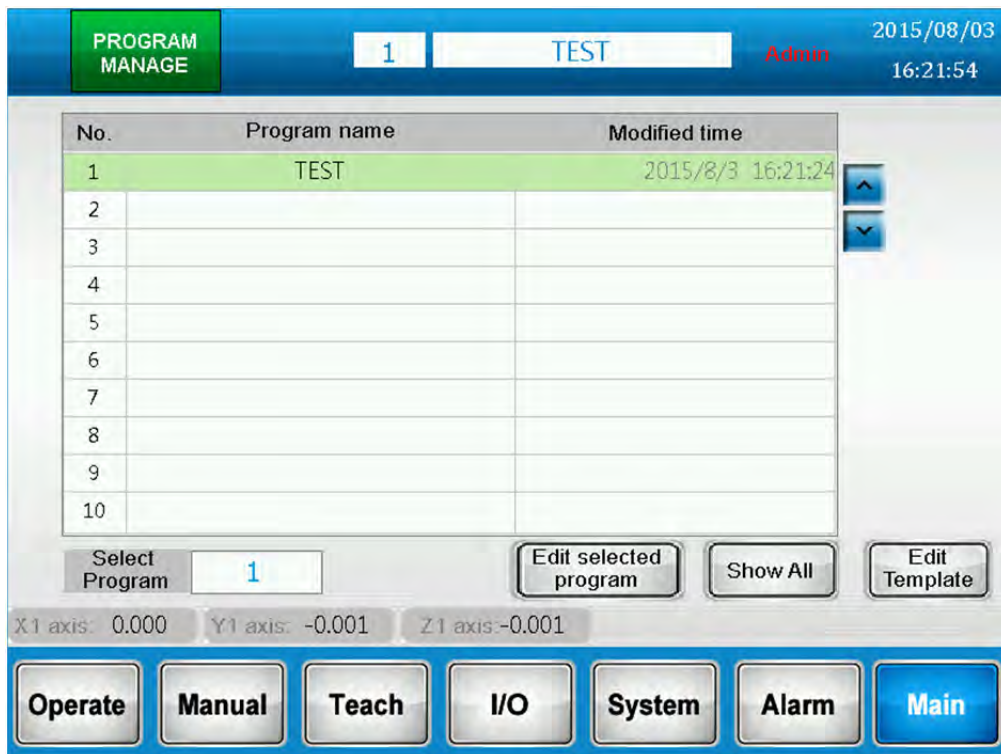 PROGRAM
MANAGE
1
TEST
Admin
2015/08/03
16:21:54
No. Program name Modified time
1 TEST 2015/8/3 16:21:24
2
3
4
5
6
7
8
9
10
Select
Program
1
Edit selected
program
Show All
Edit
Template
X1 axis: 0.000 Y1 axis: -0.001 Z1 axis:-0.001
Operate Manual Teach I/O System Alarm Main